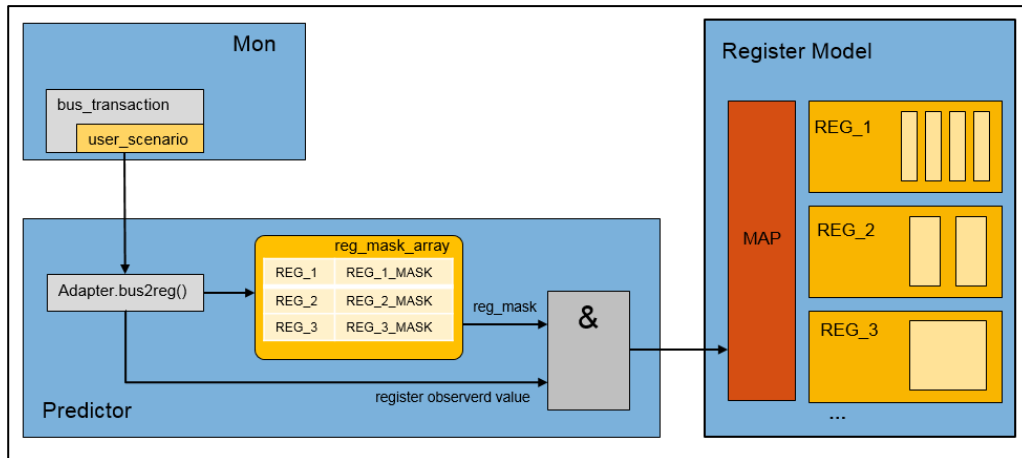 Mon
bus_transaction
user_scenario
Predictor
Adapter.bus2reg()
reg_mask_array
REG_1 REG_1_MASK
REG_2 REG_2_MASK
REG_3 REG_3_MASK
reg_mask
register observerd value
&
Register Model
MAP
REG_1
REG_2
REG_3
...